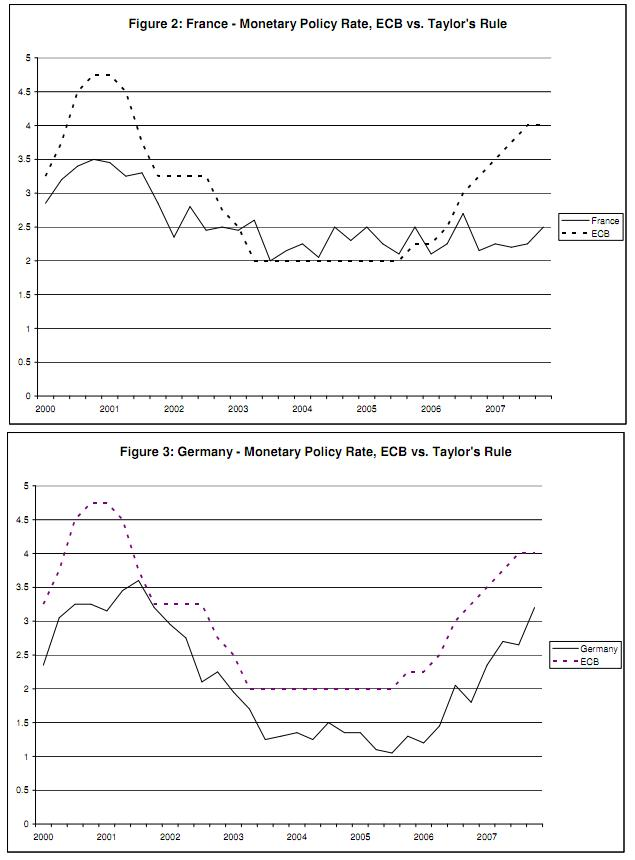 Figure 2: France - Monetary Policy Rate, ECB vs. Taylor's Rule
5
4.5
4
3.5
3
2.5
2
1.5
1
0.5
0
2000 2001 2002 2003 2004 2005 2006 2007
France
ECB
Figure 3: Germany - Monetary Policy Rate, ECB vs. Taylor's Rule
5
4.5
4
3.5
3
2.5
2
1.5
1
0.5
0
2000 2001 2002 2003 2004 2005 2006 2007
Germany
ECB